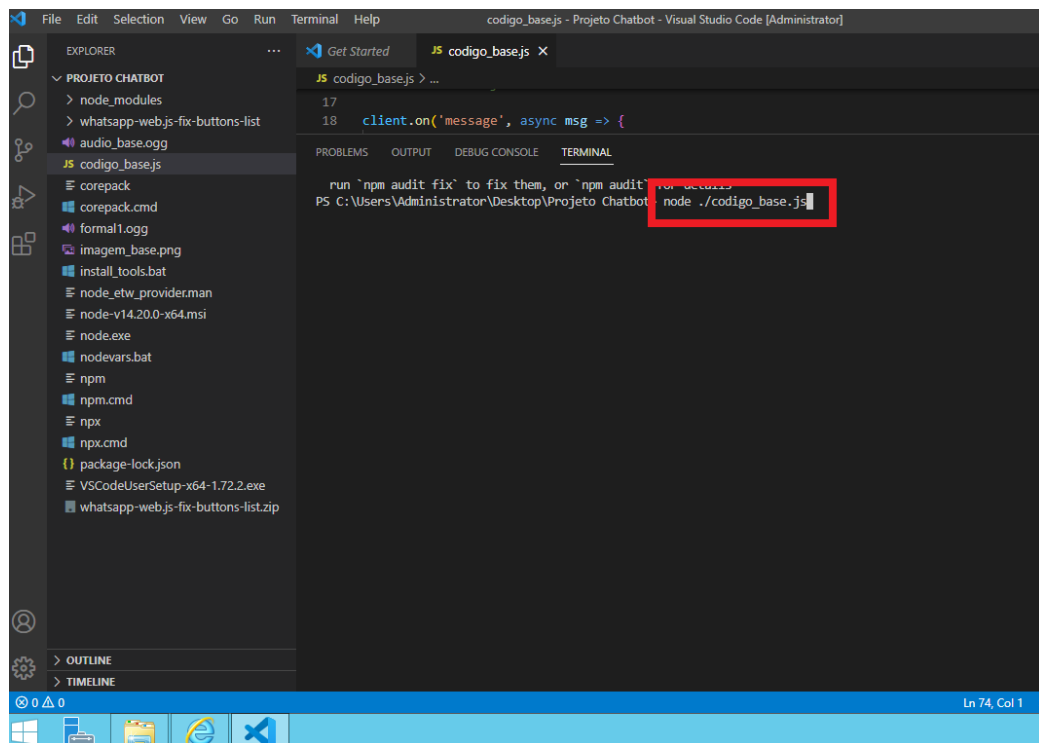 File Edit Selection View Go Run Terminal Help codigo_base.js - Projeto Chatbot - Visual Studio Code [Administrator]
EXPLORER ...
Get Started
JS codigo_base.js
PROJETO CHATBOT
JS codigo_base.js > ...
node_modules
whatsapp-web.js-fix-buttons-list
audio_base.ogg
JS codigo_base.js
corepack
corepack.cmd
formal1.ogg
imagem_base.png
install_tools.bat
node_etw_provider.man
node-v14.20.0-x64.msi
node.exe
nodevars.bat
npm
npm.cmd
npx
npx.cmd
{} package-lock.json
VSCodeUserSetup-x64-1.72.2.exe
whatsapp-web.js-fix-buttons-list.zip
17
18 client.on('message', async msg => {
PROBLEMS OUTPUT DEBUG CONSOLE TERMINAL
run `npm audit fix` to fix them, or `npm audit` for details
PS C:\Users\Administrator\Desktop\Projeto Chatbot> node ./codigo_base.js
OUTLINE
TIMELINE
0 0
Ln 74, Col 1